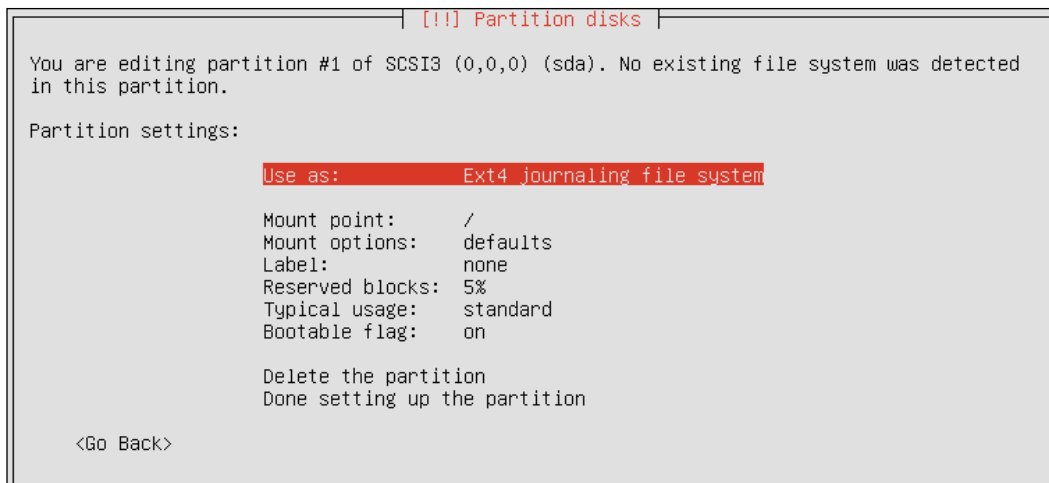 [!!] Partition disks
You are editing partition #1 of SCSI3 (0,0,0) (sda). No existing file system was detected
in this partition.
Partition settings:
Use as: Ext4 journaling file system
Mount point: /
Mount options: defaults
Label: none
Reserved blocks: 5%
Typical usage: standard
Bootable flag: on
Delete the partition
Done setting up the partition
<Go Back>